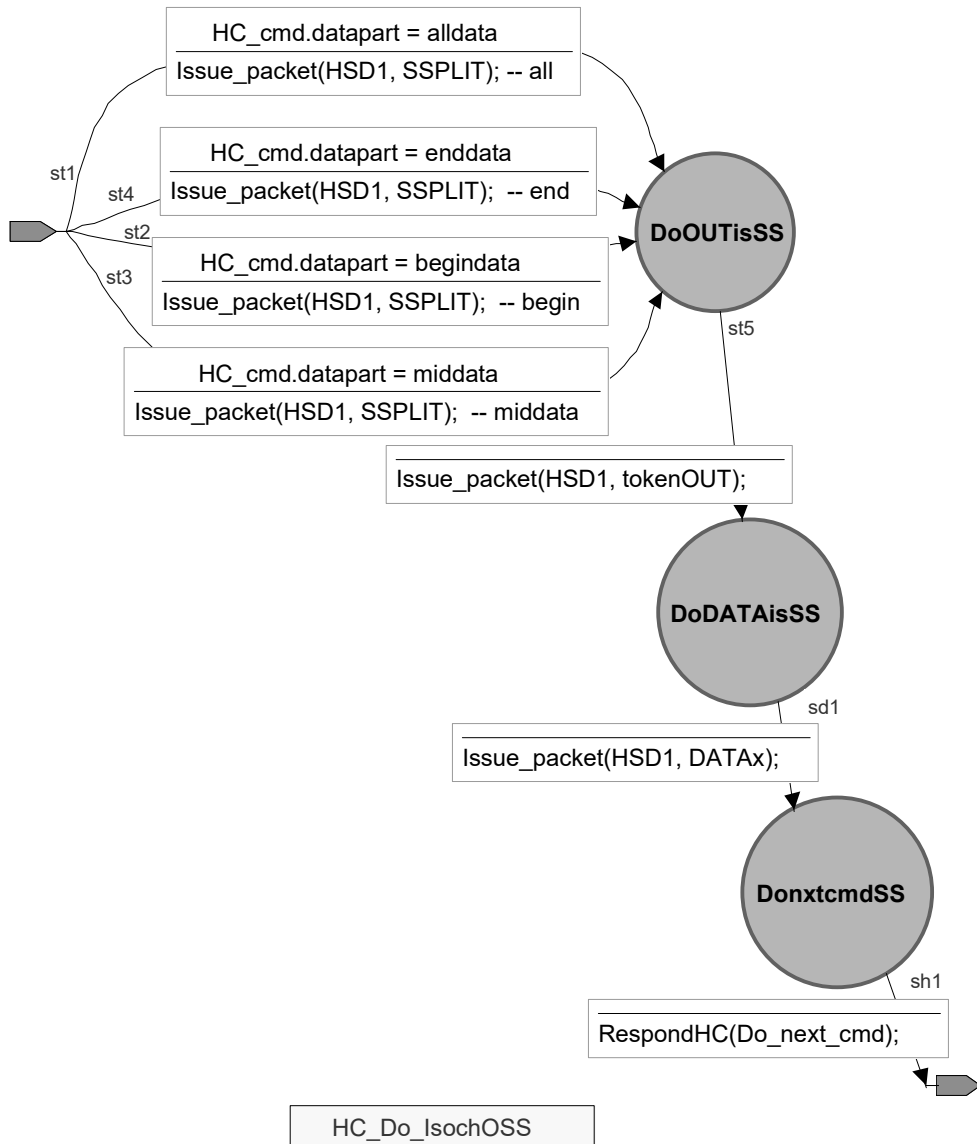 HC_cmd.datapart = alldata
Issue_packet(HSD1, SSPLIT); -- all
st1
HC_cmd.datapart = enddata
Issue_packet(HSD1, SSPLIT);  -- end
st4
st2
HC_cmd.datapart = begindata
Issue_packet(HSD1, SSPLIT);  -- begin
st3
HC_cmd.datapart = middata
Issue_packet(HSD1, SSPLIT);  -- middata
DoOUTisSS
st5
Issue_packet(HSD1, tokenOUT);
DoDATAisSS
sd1
Issue_packet(HSD1, DATAx);
DonxtcmdSS
sh1
RespondHC(Do_next_cmd);
HC_Do_IsochOSS